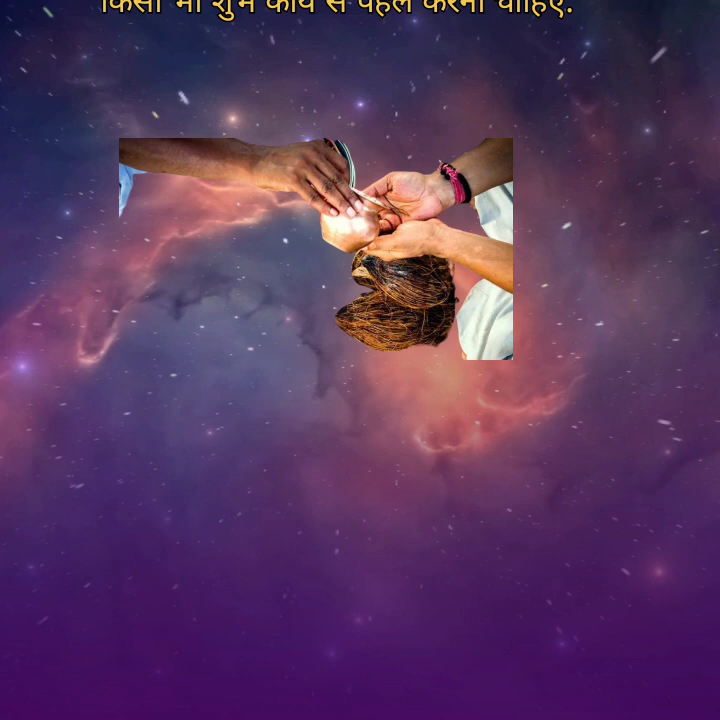 किसी भी शुभ कार्य से पहले करना चाहिए.